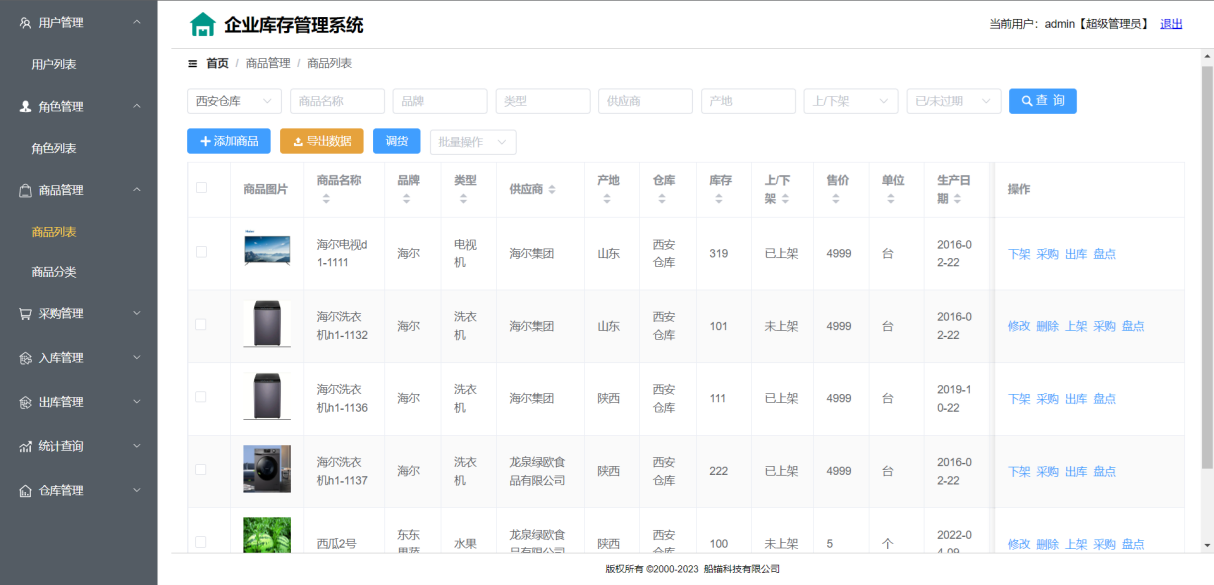 用户管理
用户列表
角色管理
角色列表
商品管理
商品列表
商品分类
采购管理
入库管理
出库管理
统计查询
仓库管理
企业库存管理系统
当前用户：admin【超级管理员】 退出
首页 / 商品管理 / 商品列表
西安仓库 商品名称 品牌 类型 供应商 产地 上/下架 已/未过期 查 询
添加商品 导出数据 调货 批量操作
商品图片 商品名称 品牌 类型 供应商 产地 仓库 库存 上/下架 售价 单位 生产日期 操作
海尔电视d1-1111 海尔 电视机 海尔集团 山东 西安仓库 319 已上架 4999 台 2016-02-22 下架 采购 出库 盘点
海尔洗衣机h1-1132 海尔 洗衣机 海尔集团 山东 西安仓库 101 未上架 4999 台 2016-02-22 修改 删除 上架 采购 盘点
海尔洗衣机h1-1136 海尔 洗衣机 海尔集团 陕西 西安仓库 111 已上架 4999 台 2019-10-22 下架 采购 出库 盘点
海尔洗衣机h1-1137 海尔 洗衣机 龙泉绿欧食品有限公司 陕西 西安仓库 222 已上架 4999 台 2016-02-22 下架 采购 出库 盘点
西瓜2号 东东果蔬 水果 龙泉绿欧食品有限公司 陕西 西安仓库 100 未上架 5 个 2022-04-09 修改 删除 上架 采购 盘点
版权所有 ©2000-2023 船锚科技有限公司